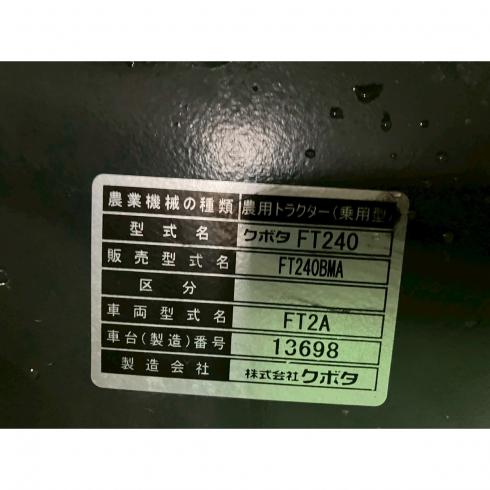 農業機械の種類 農用トラクター(乗用型)
型式名 クボタ FT240
販売型式名 FT240BMA
区分
車両型式名 FT2A
車台(製造)番号 13698
製造会社 株式会社クボタ